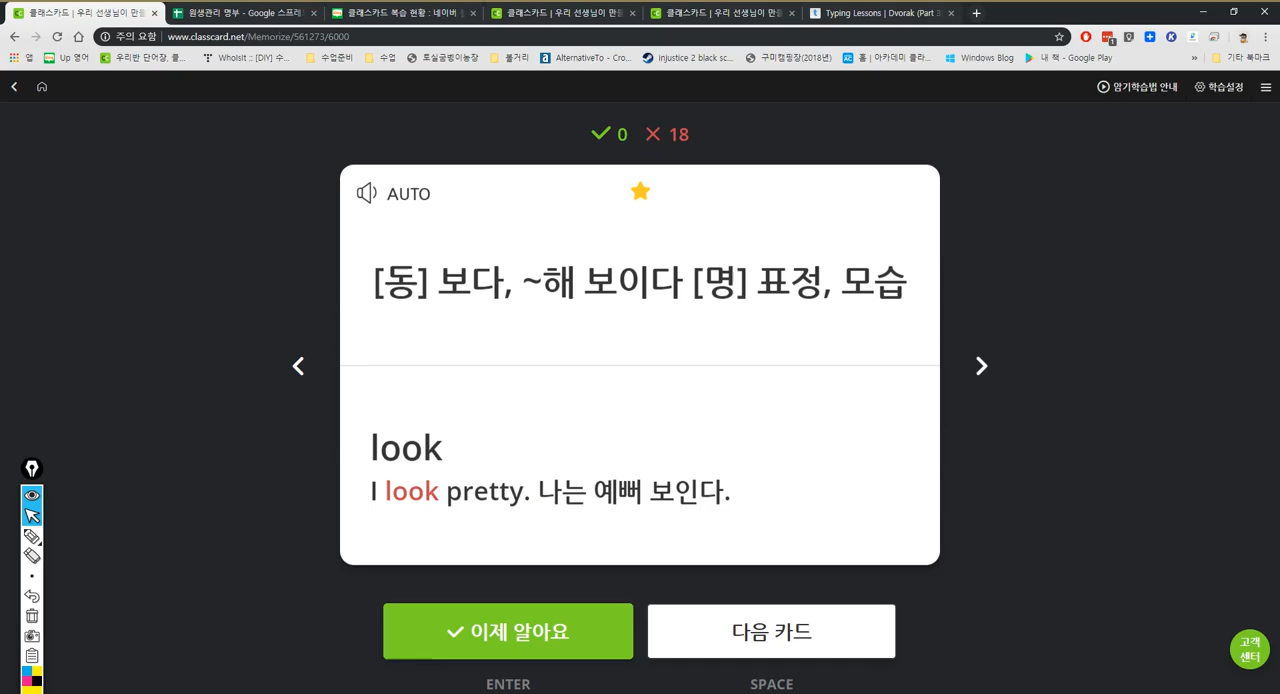 클래스카드 | 우리 선생님이 만들
원생관리 명부 - Google 스프레
클래스카드 복습 현황 : 네이버
클래스카드 | 우리 선생님이 만들
클래스카드 | 우리 선생님이 만들
Typing Lessons | Dvorak (Part 3
주의 요함 | www.classcard.net/Memorize/561273/6000
앱
Up 영어
우리반 단어장, 클...
WhoIst :: [DIY] 수...
수업준비
수업
토실굼벵이농장
볼거리
AlternativeTo - Cro...
injustice 2 black sc...
구미캠핑장(2018년)
홈 | 아카데미 클라...
Windows Blog
내 책 - Google Play
»
기타 북마크
암기학습법 안내
학습설정
0
18
AUTO
[동] 보다, ~해 보이다 [명] 표정, 모습
look
I look pretty. 나는 예뻐 보인다.
이제 알아요
다음 카드
ENTER
SPACE
고객
센터